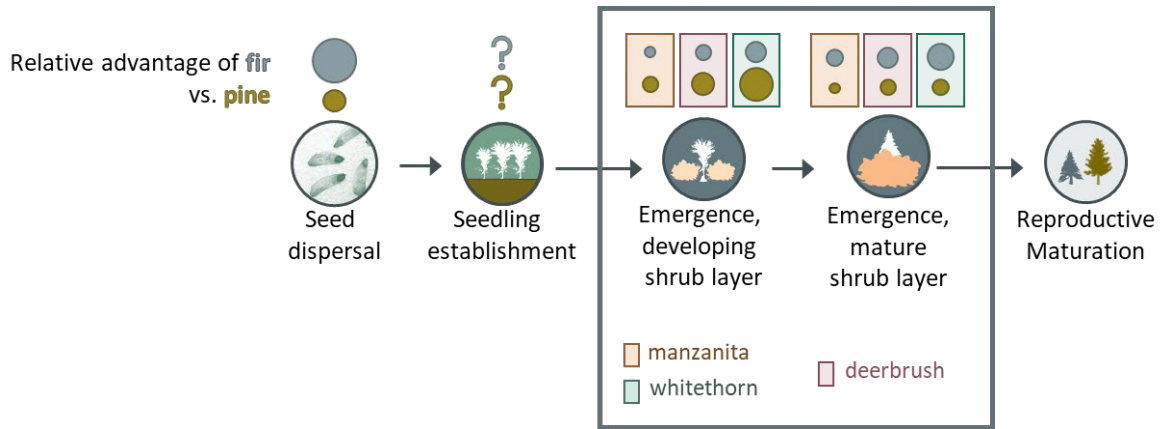 Relative advantage of fir
vs. pine
?
?
Seed
dispersal
Seedling
establishment
Emergence,
developing
shrub layer
Emergence,
mature
shrub layer
Reproductive
Maturation
manzanita
whitethorn
deerbrush